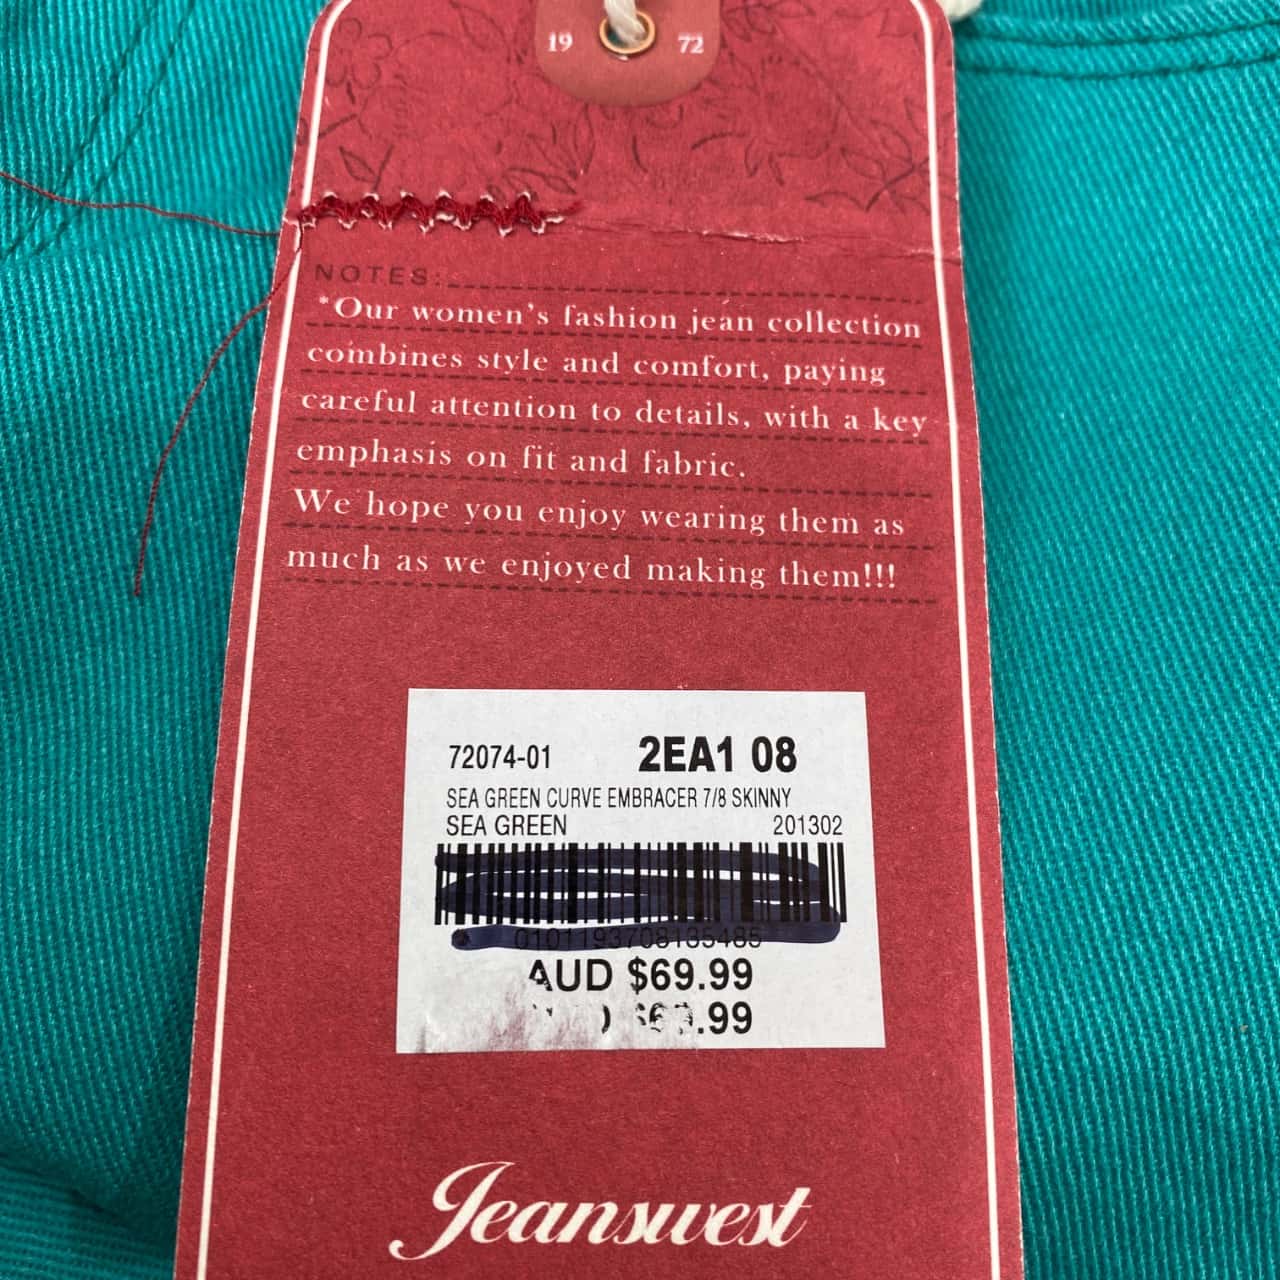 19 72
NOTES:
*Our women's fashion jean collection
combines style and comfort, paying
careful attention to details, with a key
emphasis on fit and fabric.
We hope you enjoy wearing them as
much as we enjoyed making them!!!
72074-01 2EA1 08
SEA GREEN CURVE EMBRACER 7/8 SKINNY
SEA GREEN 201302
0101193708135485
AUD $69.99
.99
Jeanswest